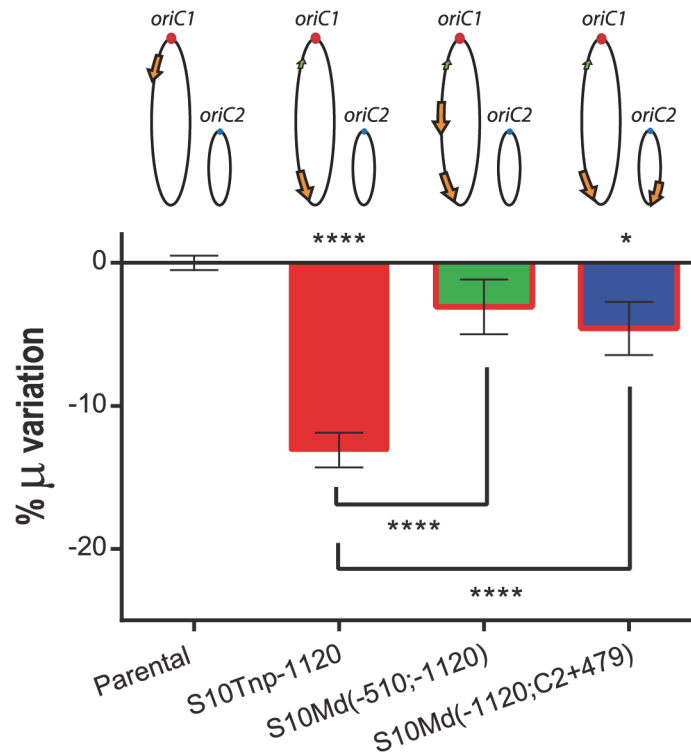 oriC1 oriC1 oriC1 oriC1
oriC2 oriC2 oriC2 oriC2
**** *
0
-10
****
-20
****
% μ variation
Parental
S10Tnp-1120
S10Md(-510;-1120)
S10Md(-1120;C2+479)